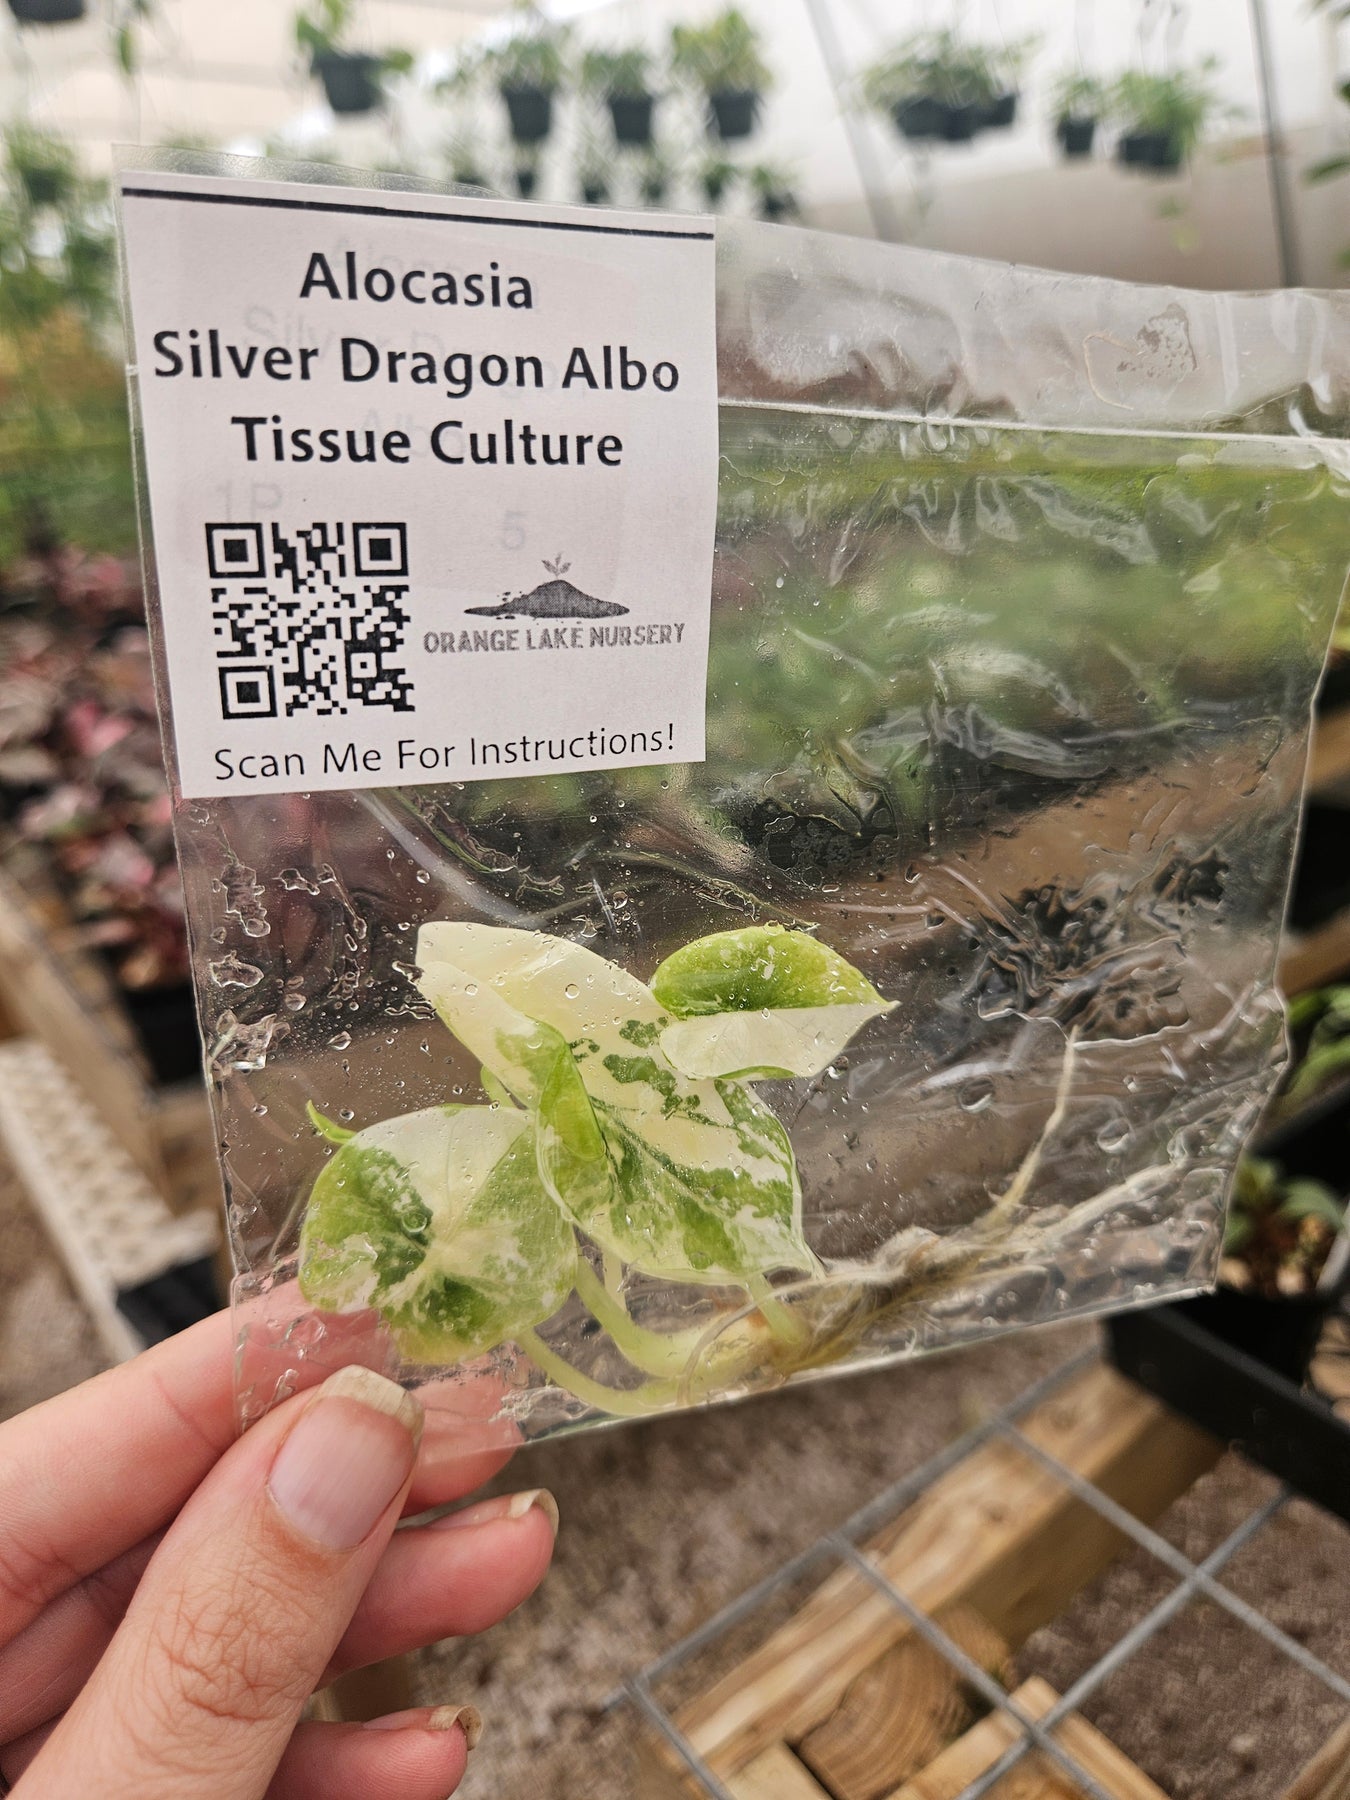 Alocasia
Silver Dragon Albo
Tissue Culture
ORANGE LAKE NURSERY
Scan Me For Instructions!